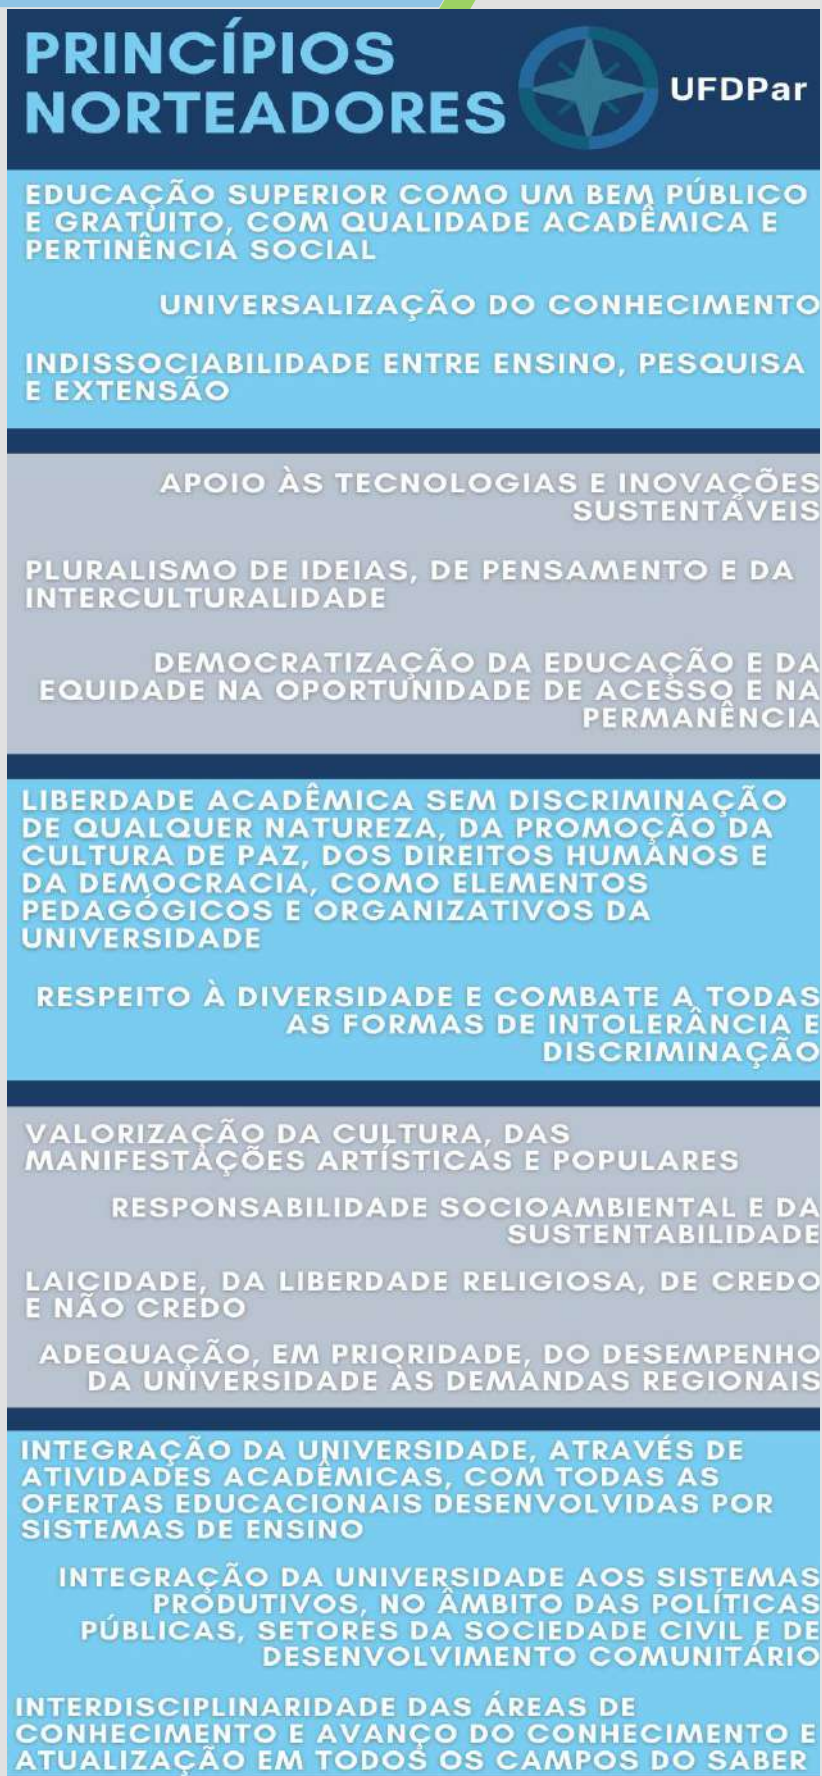 PRINCÍPIOS
NORTEADORES
UFDPar
EDUCAÇÃO SUPERIOR COMO UM BEM PÚBLICO
E GRATUITO, COM QUALIDADE ACADÊMICA E
PERTINÊNCIA SOCIAL
UNIVERSALIZAÇÃO DO CONHECIMENTO
INDISSOCIABILIDADE ENTRE ENSINO, PESQUISA
E EXTENSÃO
APOIO ÀS TECNOLOGIAS E INOVAÇÕES
SUSTENTÁVEIS
PLURALISMO DE IDEIAS, DE PENSAMENTO E DA
INTERCULTURALIDADE
DEMOCRATIZAÇÃO DA EDUCAÇÃO E DA
EQUIDADE NA OPORTUNIDADE DE ACESSO E NA
PERMANÊNCIA
LIBERDADE ACADÊMICA SEM DISCRIMINAÇÃO
DE QUALQUER NATUREZA, DA PROMOÇÃO DA
CULTURA DE PAZ, DOS DIREITOS HUMANOS E
DA DEMOCRACIA, COMO ELEMENTOS
PEDAGÓGICOS E ORGANIZATIVOS DA
UNIVERSIDADE
RESPEITO À DIVERSIDADE E COMBATE A TODAS
AS FORMAS DE INTOLERÂNCIA E
DISCRIMINAÇÃO
VALORIZAÇÃO DA CULTURA, DAS
MANIFESTAÇÕES ARTÍSTICAS E POPULARES
RESPONSABILIDADE SOCIOAMBIENTAL E DA
SUSTENTABILIDADE
LAICIDADE, DA LIBERDADE RELIGIOSA, DE CREDO
E NÃO CREDO
ADEQUAÇÃO, EM PRIORIDADE, DO DESEMPENHO
DA UNIVERSIDADE ÀS DEMANDAS REGIONAIS
INTEGRAÇÃO DA UNIVERSIDADE, ATRAVÉS DE
ATIVIDADES ACADÊMICAS, COM TODAS AS
OFERTAS EDUCACIONAIS DESENVOLVIDAS POR
SISTEMAS DE ENSINO
INTEGRAÇÃO DA UNIVERSIDADE AOS SISTEMAS
PRODUTIVOS, NO ÂMBITO DAS POLÍTICAS
PÚBLICAS, SETORES DA SOCIEDADE CIVIL E DE
DESENVOLVIMENTO COMUNITÁRIO
INTERDISCIPLINARIDADE DAS ÁREAS DE
CONHECIMENTO E AVANÇO DO CONHECIMENTO E
ATUALIZAÇÃO EM TODOS OS CAMPOS DO SABER